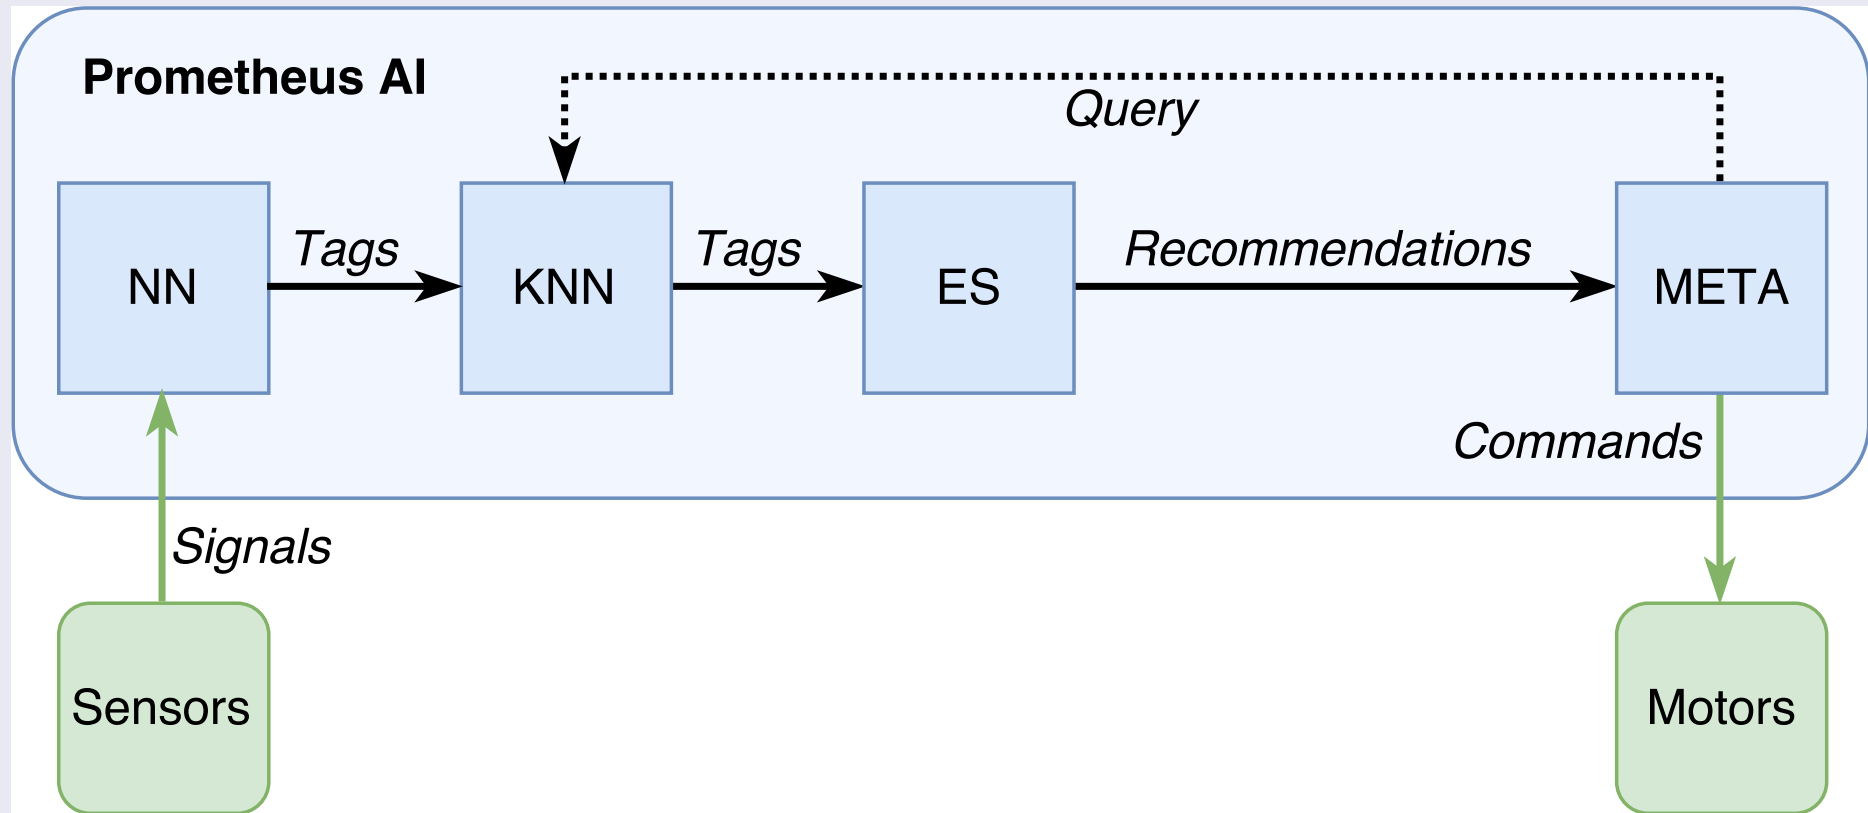 Prometheus AI
Query
Tags
Tags
Recommendations
NN
KNN
ES
META
Commands
Signals
Sensors
Motors